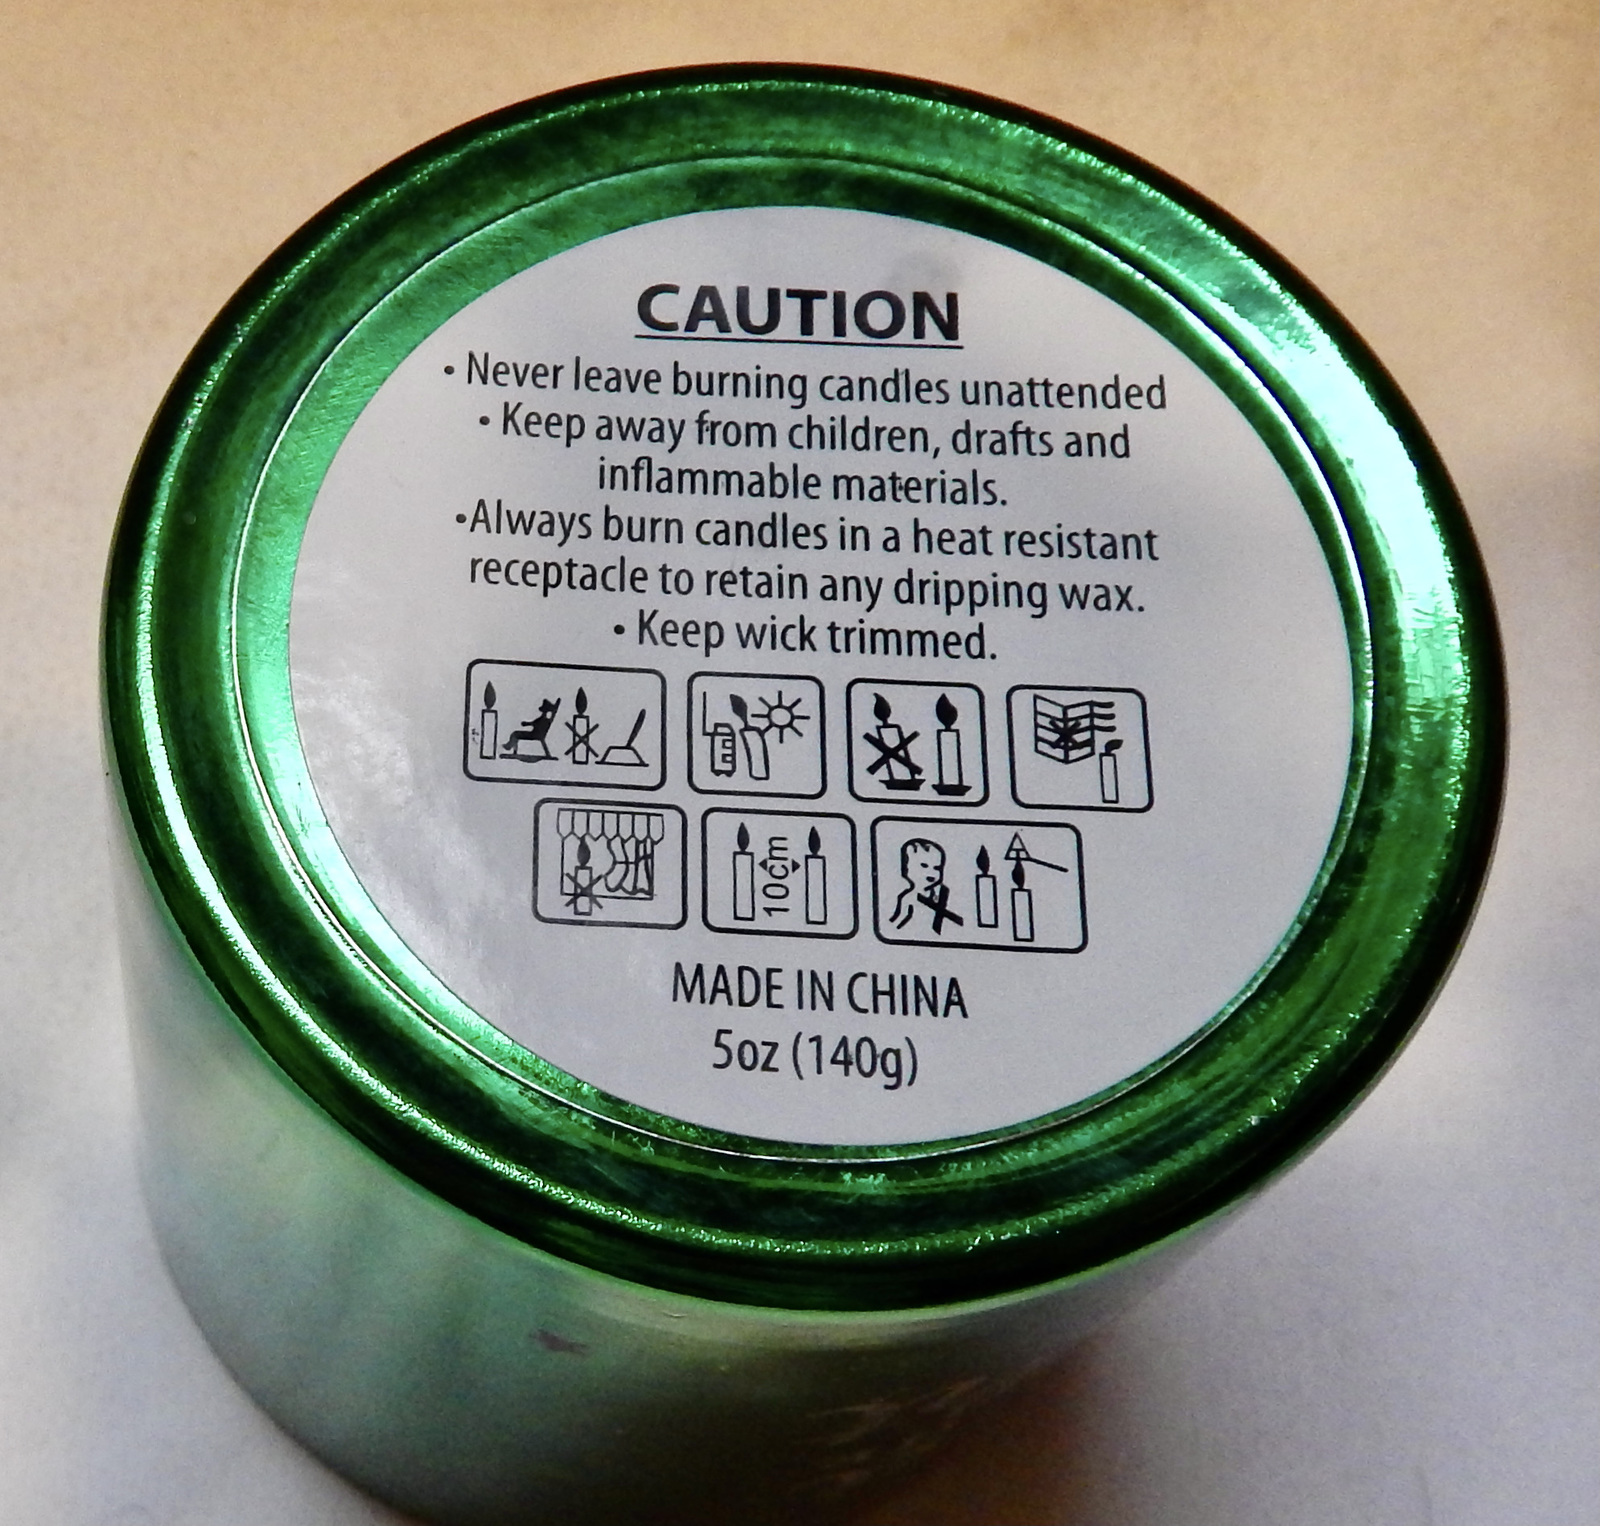 CAUTION
• Never leave burning candles unattended
• Keep away from children, drafts and
inflammable materials.
•Always burn candles in a heat resistant
receptacle to retain any dripping wax.
• Keep wick trimmed.
10cm
MADE IN CHINA
5oz (140g)